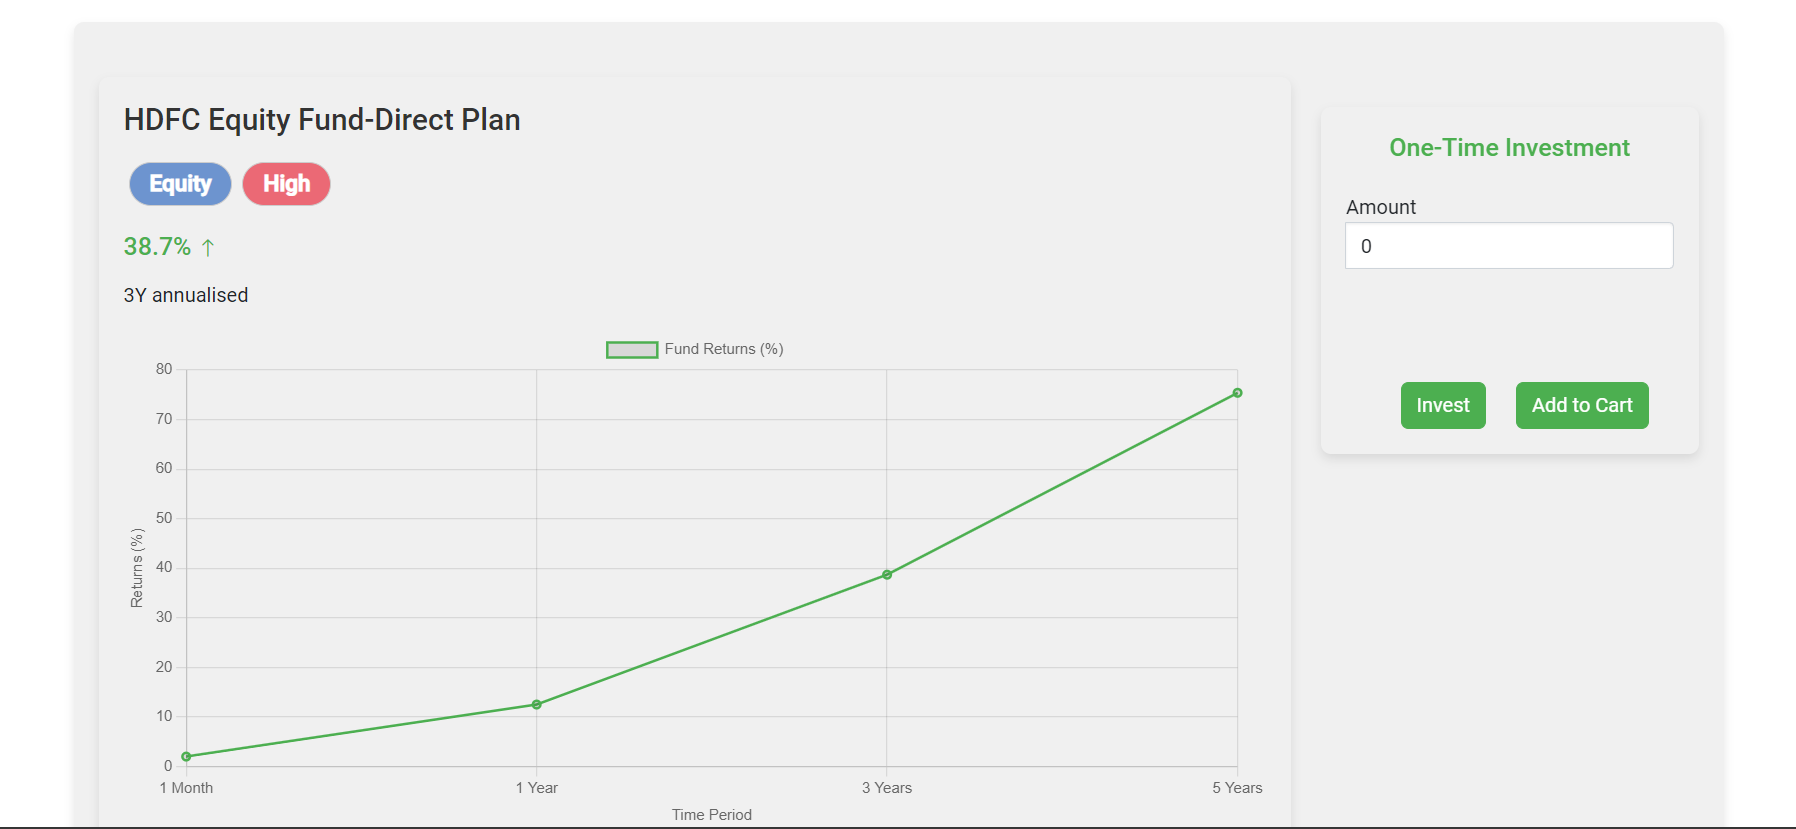 HDFC Equity Fund-Direct Plan
Equity High
38.7% ↑
3Y annualised
Fund Returns (%)
80
70
60
50
40
30
20
10
0
Returns (%)
1 Month 1 Year 3 Years 5 Years
Time Period
One-Time Investment
Amount
0
Invest Add to Cart